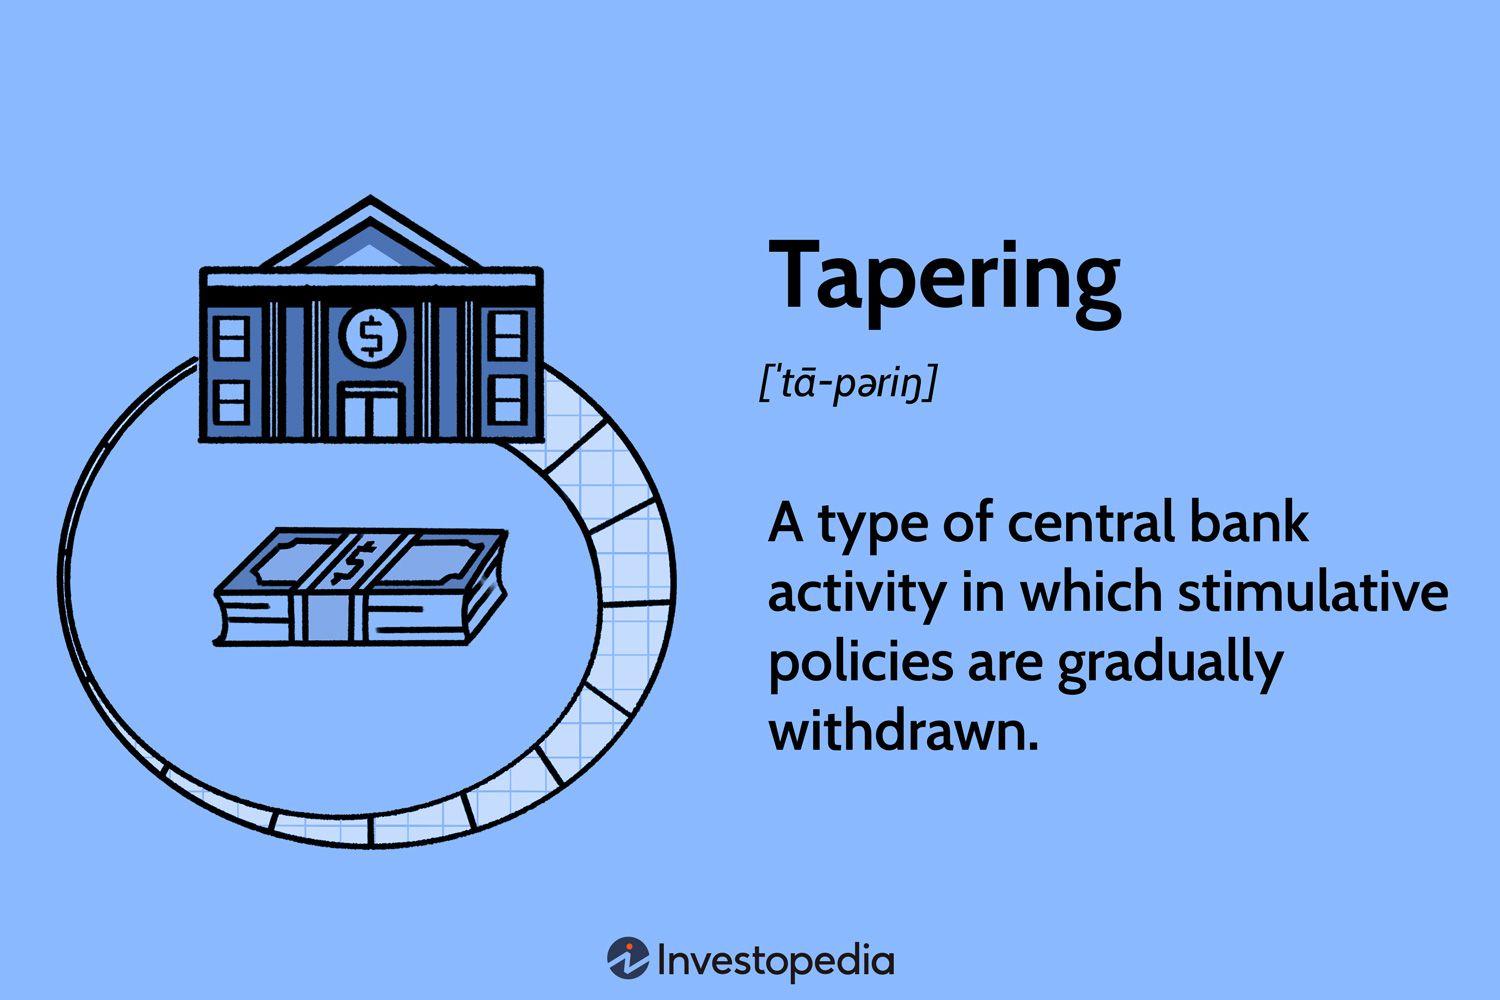 $
$
Tapering
[ˈtā-pəriŋ]
A type of central bank
activity in which stimulative
policies are gradually
withdrawn.
Investopedia